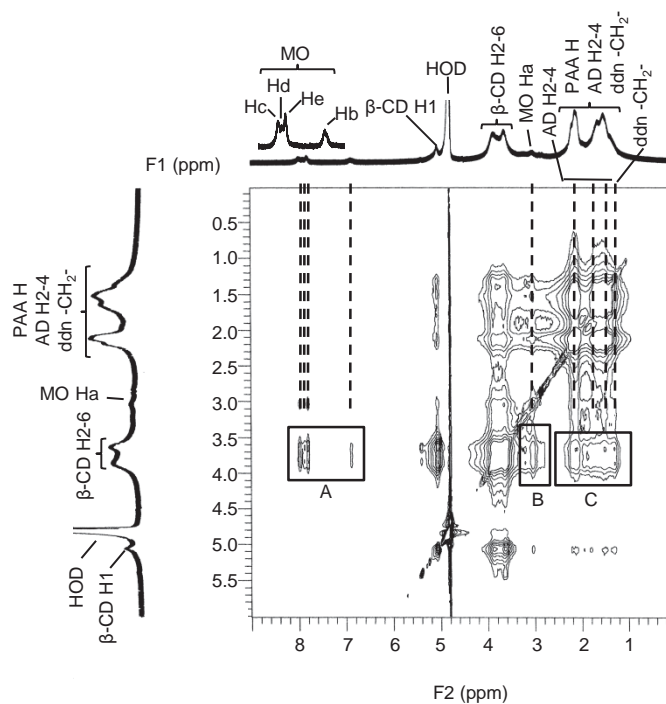 MO
Hd
Hc
He
Hb
β-CD H1
HOD
β-CD H2-6
MO Ha
AD H2-4
PAA H
AD H2-4
ddn -CH2-
ddn -CH2-
F1 (ppm)
0.5
1.0
1.5
2.0
2.5
3.0
3.5
4.0
4.5
5.0
5.5
PAA H
AD H2-4
ddn -CH2-
MO Ha
β-CD H2-6
HOD
β-CD H1
A
B
C
8 7 6 5 4 3 2 1
F2 (ppm)